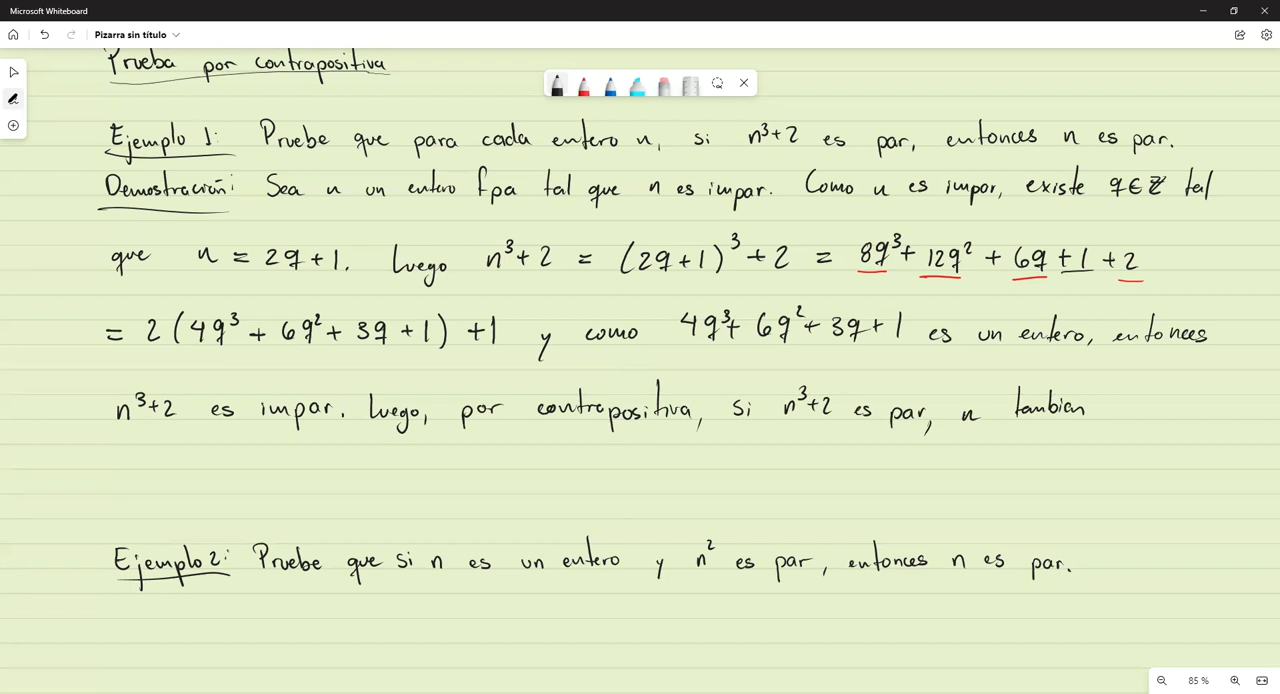 Microsoft Whiteboard
Pizarra sin título
Prueba por contrapositiva
Ejemplo 1: Pruebe que para cada entero n, si n³+2 es par, entonces n es par.
Demostración: Sea n un entero fpa tal que n es impar. Como n es impar, existe q∈ℤ tal
que n = 2q+1. Luego n³+2 = (2q+1)³+2 = 8q³+12q²+6q+1+2
= 2(4q³+6q²+3q+1)+1 y como 4q³+6q²+3q+1 es un entero, entonces
n³+2 es impar. Luego, por contrapositiva, si n³+2 es par, n tambien
Ejemplo 2: Pruebe que si n es un entero y n² es par, entonces n es par.
85 %